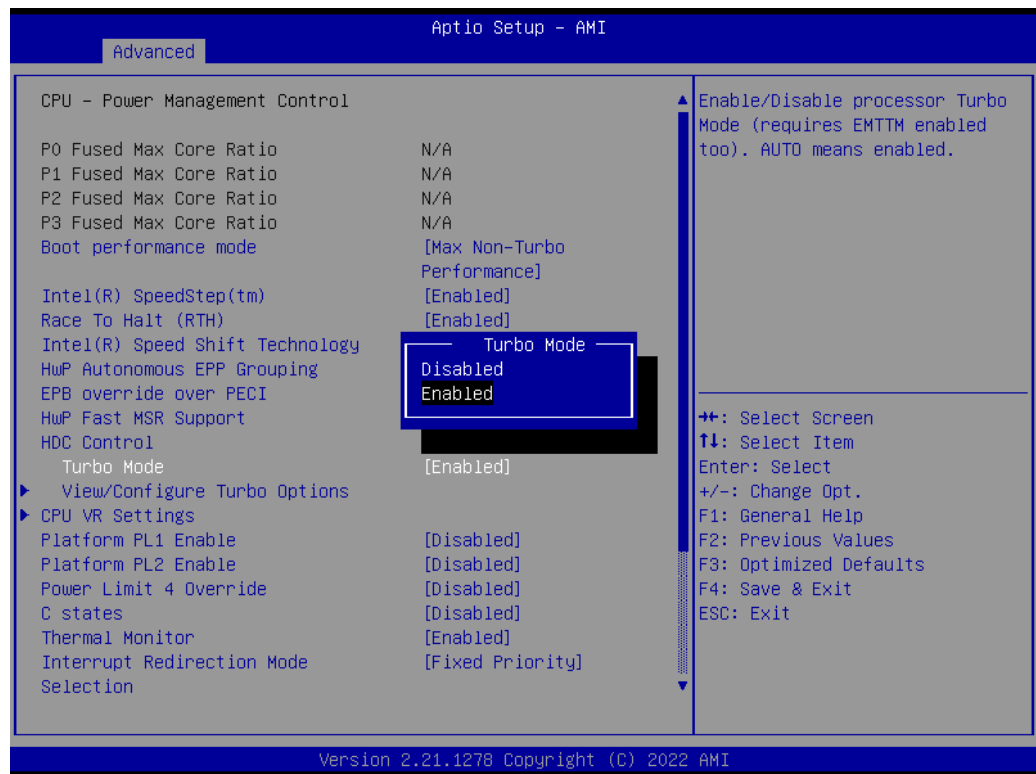 Aptio Setup – AMI
Advanced
CPU – Power Management Control
P0 Fused Max Core Ratio N/A
P1 Fused Max Core Ratio N/A
P2 Fused Max Core Ratio N/A
P3 Fused Max Core Ratio N/A
Boot performance mode [Max Non-Turbo
Performance]
Intel(R) SpeedStep(tm) [Enabled]
Race To Halt (RTH) [Enabled]
Intel(R) Speed Shift Technology
HwP Autonomous EPP Grouping
EPB override over PECI
HwP Fast MSR Support
HDC Control
Turbo Mode [Enabled]
View/Configure Turbo Options
CPU VR Settings
Platform PL1 Enable [Disabled]
Platform PL2 Enable [Disabled]
Power Limit 4 Override [Disabled]
C states [Disabled]
Thermal Monitor [Enabled]
Interrupt Redirection Mode [Fixed Priority]
Selection
Turbo Mode
Disabled
Enabled
Enable/Disable processor Turbo
Mode (requires EMTTM enabled
too). AUTO means enabled.
→←: Select Screen
↑↓: Select Item
Enter: Select
+/-: Change Opt.
F1: General Help
F2: Previous Values
F3: Optimized Defaults
F4: Save & Exit
ESC: Exit
Version 2.21.1278 Copyright (C) 2022 AMI